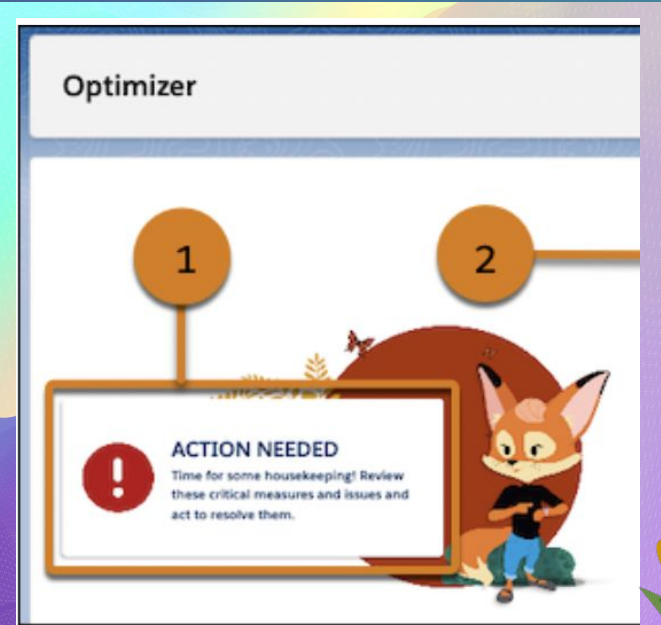 Optimizer
1
2
ACTION NEEDED
Time for some housekeeping! Review
these critical measures and issues and
act to resolve them.